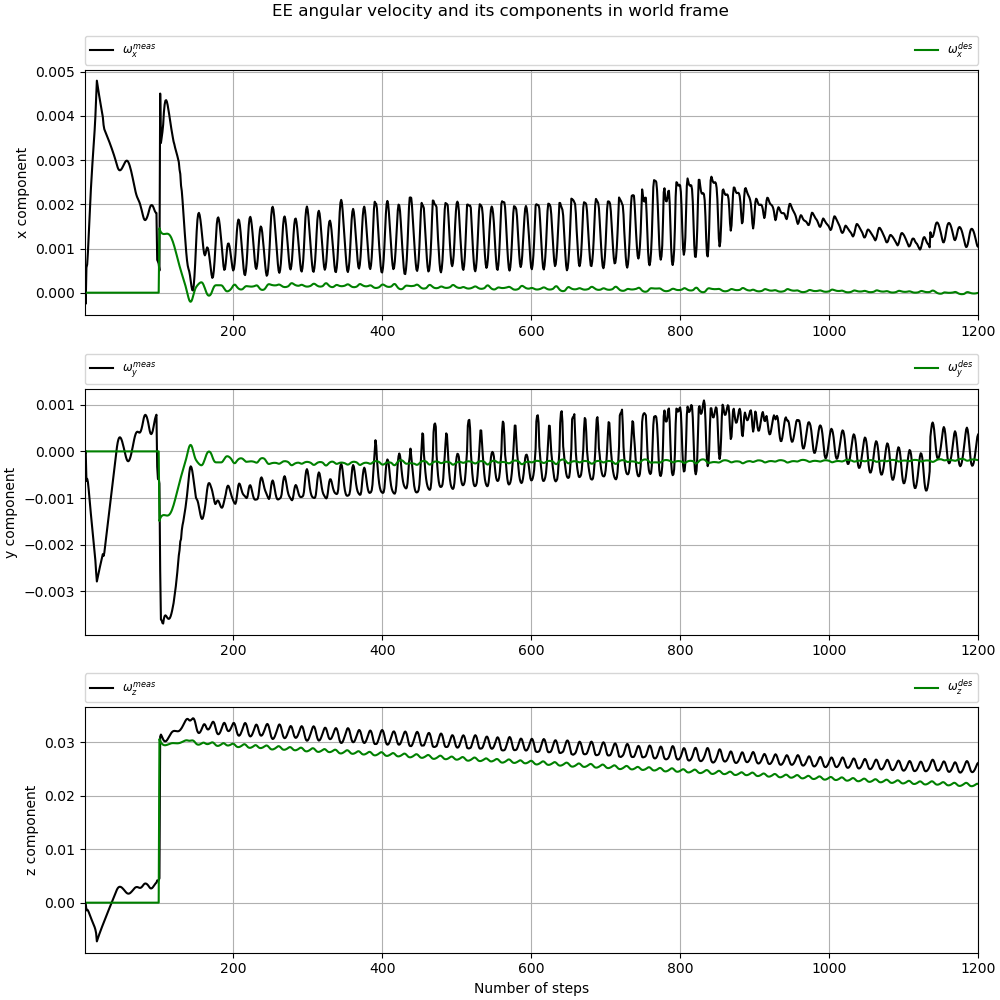 EE angular velocity and its components in world frame
ω_x^meas ω_x^des
0.005
0.004
0.003
0.002
0.001
0.000
x component
200 400 600 800 1000 1200
ω_y^meas ω_y^des
0.001
0.000
−0.001
−0.002
−0.003
y component
200 400 600 800 1000 1200
ω_z^meas ω_z^des
0.03
0.02
0.01
0.00
z component
200 400 600 800 1000 1200
Number of steps